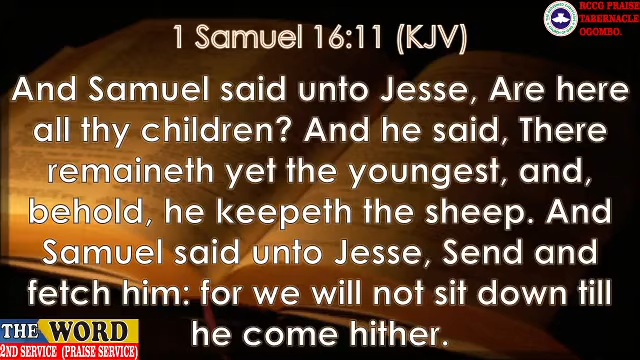 1 Samuel 16:11 (KJV)
RCCG PRAISE
TABERNACLE
OGOMBO.
And Samuel said unto Jesse, Are here
all thy children? And he said, There
remaineth yet the youngest, and,
behold, he keepeth the sheep. And
Samuel said unto Jesse, Send and
fetch him: for we will not sit down till
he come hither.
THE WORD
2ND SERVICE (PRAISE SERVICE)